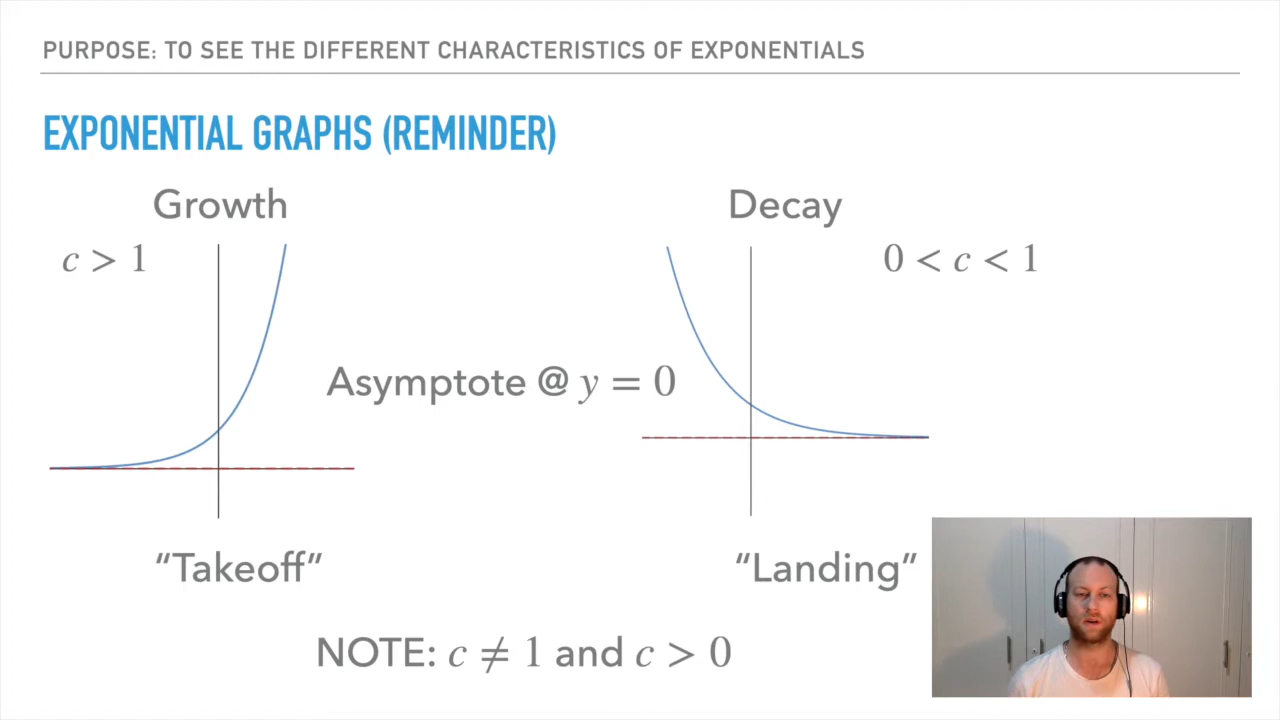 PURPOSE: TO SEE THE DIFFERENT CHARACTERISTICS OF EXPONENTIALS
EXPONENTIAL GRAPHS (REMINDER)
Growth
Decay
c > 1
0 < c < 1
Asymptote @ y = 0
“Takeoff”
“Landing”
NOTE: c ≠ 1 and c > 0